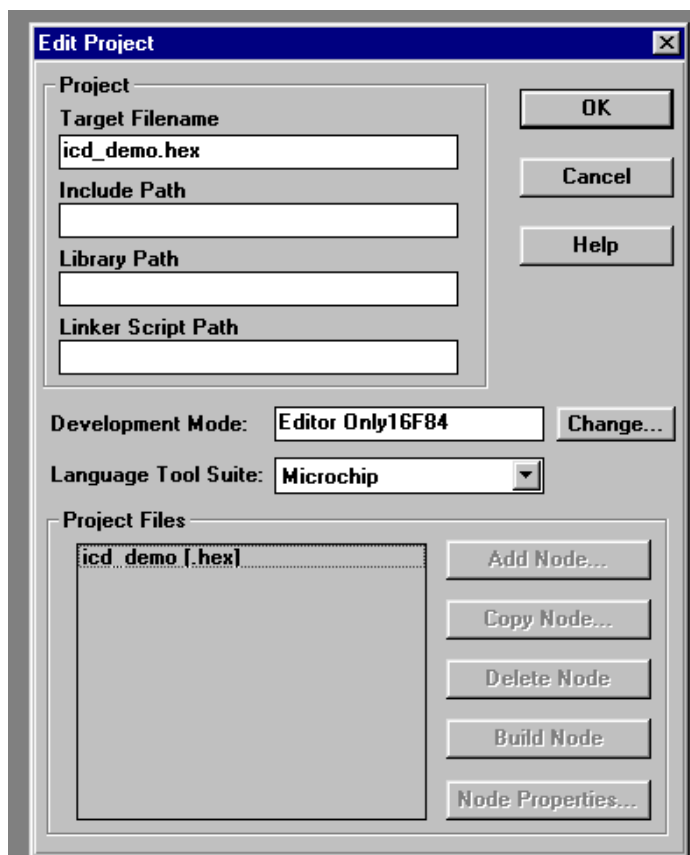 Edit Project
Project
Target Filename
icd_demo.hex
Include Path
Library Path
Linker Script Path
OK
Cancel
Help
Development Mode:
Editor Only16F84
Change...
Language Tool Suite:
Microchip
Project Files
icd_demo [.hex]
Add Node...
Copy Node...
Delete Node
Build Node
Node Properties...